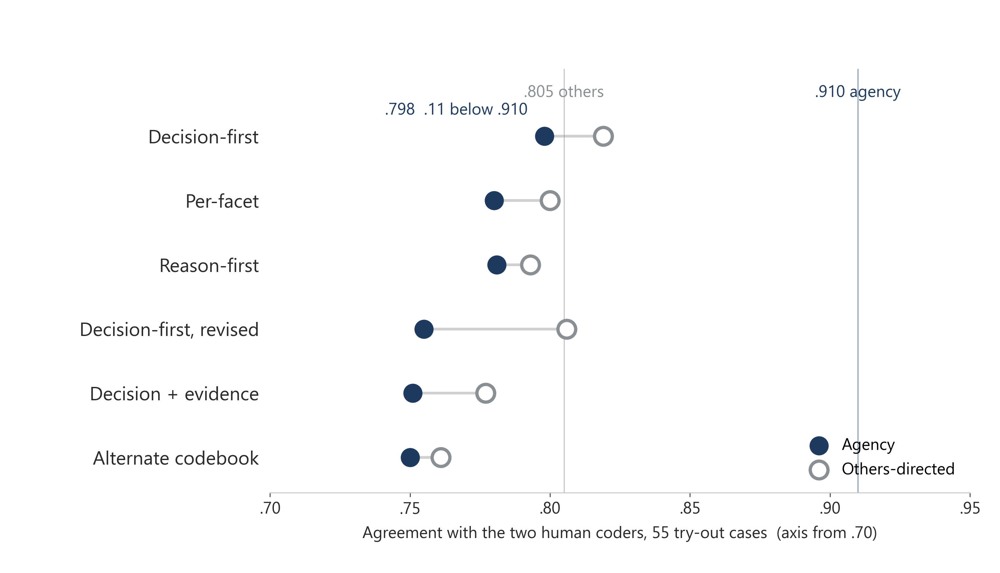 .805 others
.910 agency
.798  .11 below .910
Decision-first
Per-facet
Reason-first
Decision-first, revised
Decision + evidence
Alternate codebook
Agency
Others-directed
.70 .75 .80 .85 .90 .95
Agreement with the two human coders, 55 try-out cases  (axis from .70)